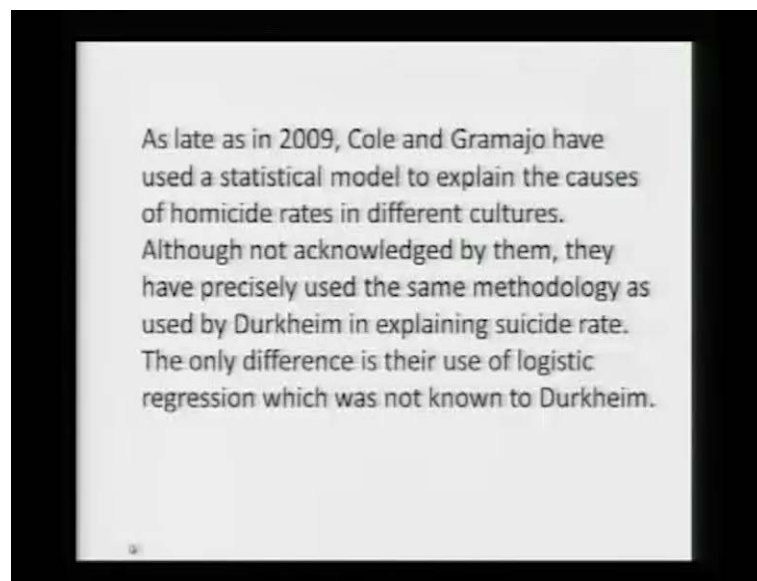 As late as in 2009, Cole and Gramajo have
used a statistical model to explain the causes
of homicide rates in different cultures.
Although not acknowledged by them, they
have precisely used the same methodology as
used by Durkheim in explaining suicide rate.
The only difference is their use of logistic
regression which was not known to Durkheim.